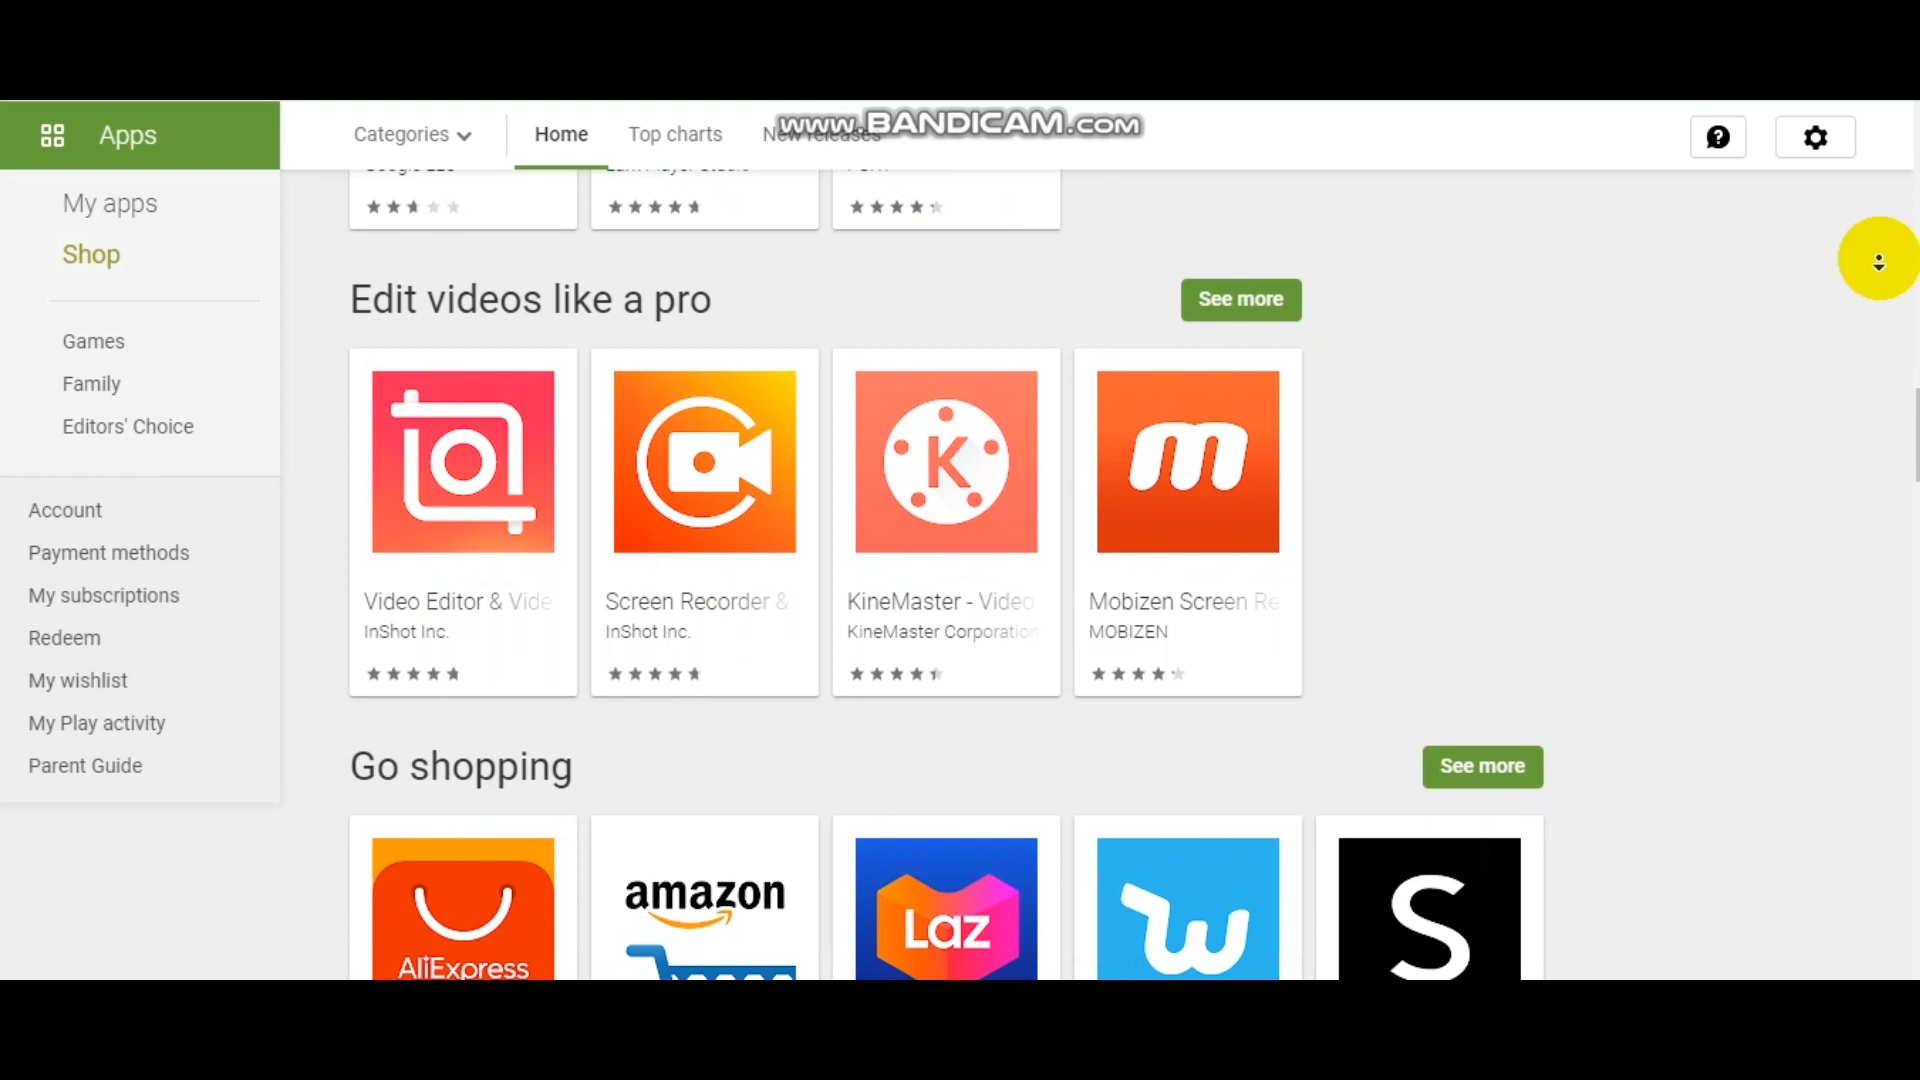 www.BANDICAM.com
Apps
Categories
Home
Top charts
New releases
My apps
Shop
Games
Family
Editors' Choice
Account
Payment methods
My subscriptions
Redeem
My wishlist
My Play activity
Parent Guide
Edit videos like a pro
See more
K
m
Video Editor & Vide
Screen Recorder &
KineMaster - Video
Mobizen Screen Re
InShot Inc.
InShot Inc.
KineMaster Corporation
MOBIZEN
Go shopping
See more
AliExpress
amazon
Laz
w
S